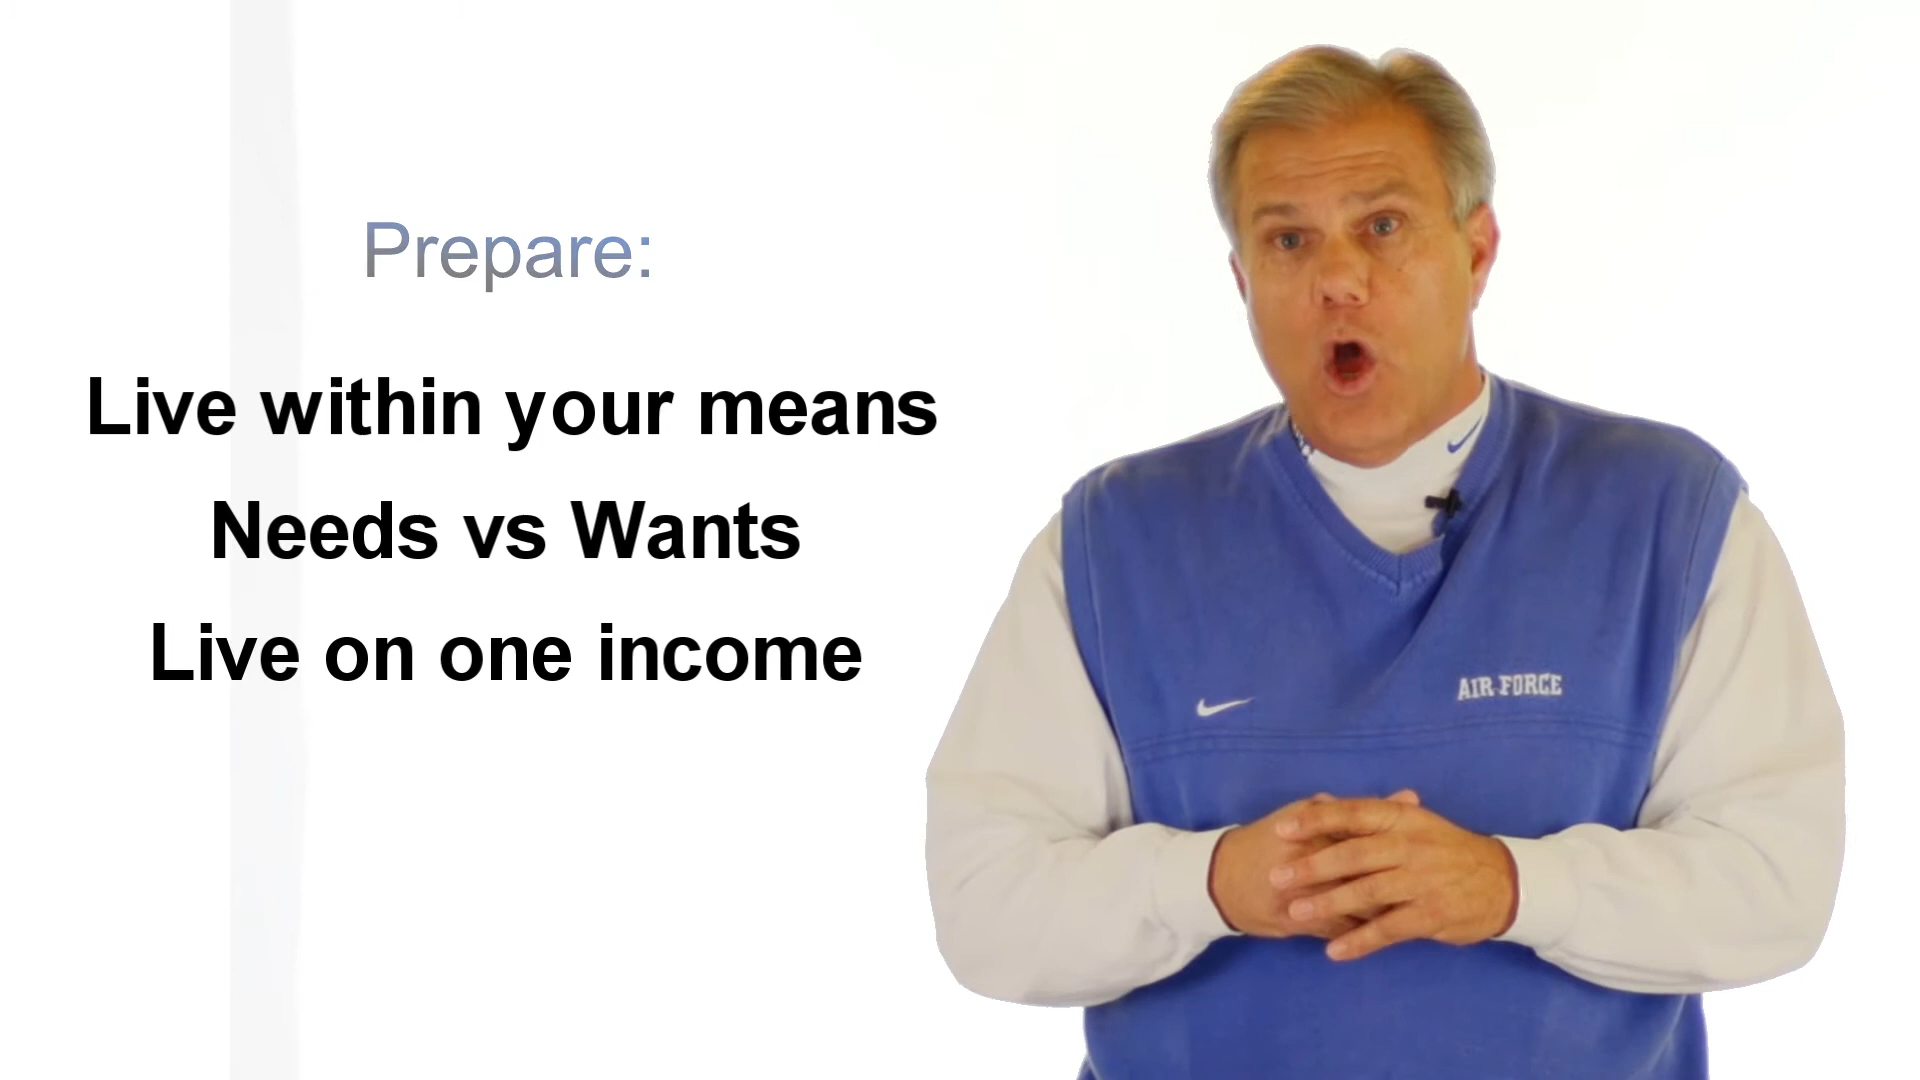 Prepare:
Live within your means
Needs vs Wants
Live on one income
AIR FORCE